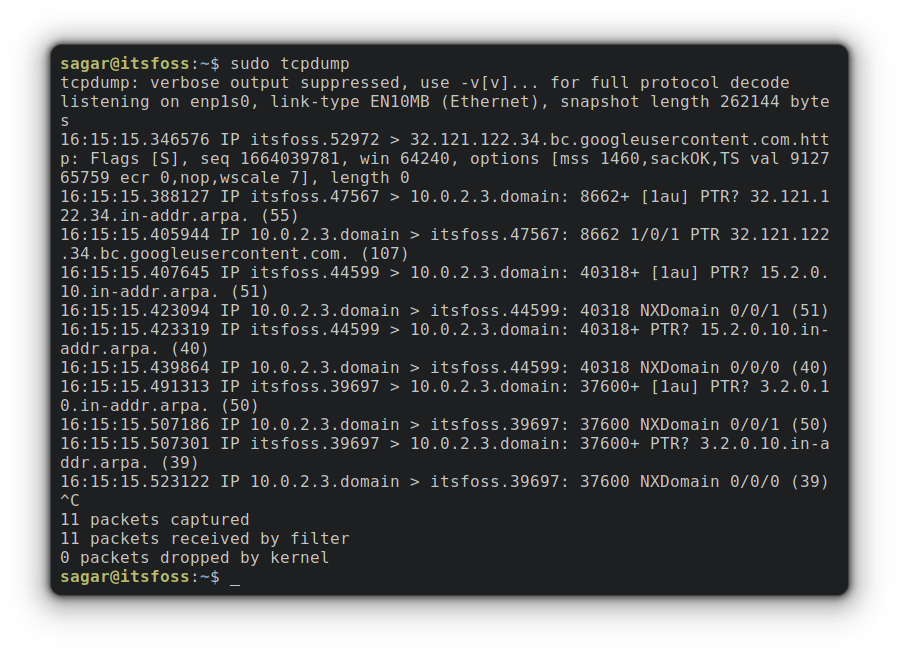 sagar@itsfoss:~$ sudo tcpdump
tcpdump: verbose output suppressed, use -v[v]... for full protocol decode
listening on enp1s0, link-type EN10MB (Ethernet), snapshot length 262144 byte
s
16:15:15.346576 IP itsfoss.52972 > 32.121.122.34.bc.googleusercontent.com.htt
p: Flags [S], seq 1664039781, win 64240, options [mss 1460,sackOK,TS val 9127
65759 ecr 0,nop,wscale 7], length 0
16:15:15.388127 IP itsfoss.47567 > 10.0.2.3.domain: 8662+ [1au] PTR? 32.121.1
22.34.in-addr.arpa. (55)
16:15:15.405944 IP 10.0.2.3.domain > itsfoss.47567: 8662 1/0/1 PTR 32.121.122
.34.bc.googleusercontent.com. (107)
16:15:15.407645 IP itsfoss.44599 > 10.0.2.3.domain: 40318+ [1au] PTR? 15.2.0.
10.in-addr.arpa. (51)
16:15:15.423094 IP 10.0.2.3.domain > itsfoss.44599: 40318 NXDomain 0/0/1 (51)
16:15:15.423319 IP itsfoss.44599 > 10.0.2.3.domain: 40318+ PTR? 15.2.0.10.in-
addr.arpa. (40)
16:15:15.439864 IP 10.0.2.3.domain > itsfoss.44599: 40318 NXDomain 0/0/0 (40)
16:15:15.491313 IP itsfoss.39697 > 10.0.2.3.domain: 37600+ [1au] PTR? 3.2.0.1
0.in-addr.arpa. (50)
16:15:15.507186 IP 10.0.2.3.domain > itsfoss.39697: 37600 NXDomain 0/0/1 (50)
16:15:15.507301 IP itsfoss.39697 > 10.0.2.3.domain: 37600+ PTR? 3.2.0.10.in-a
ddr.arpa. (39)
16:15:15.523122 IP 10.0.2.3.domain > itsfoss.39697: 37600 NXDomain 0/0/0 (39)
^C
11 packets captured
11 packets received by filter
0 packets dropped by kernel
sagar@itsfoss:~$ _